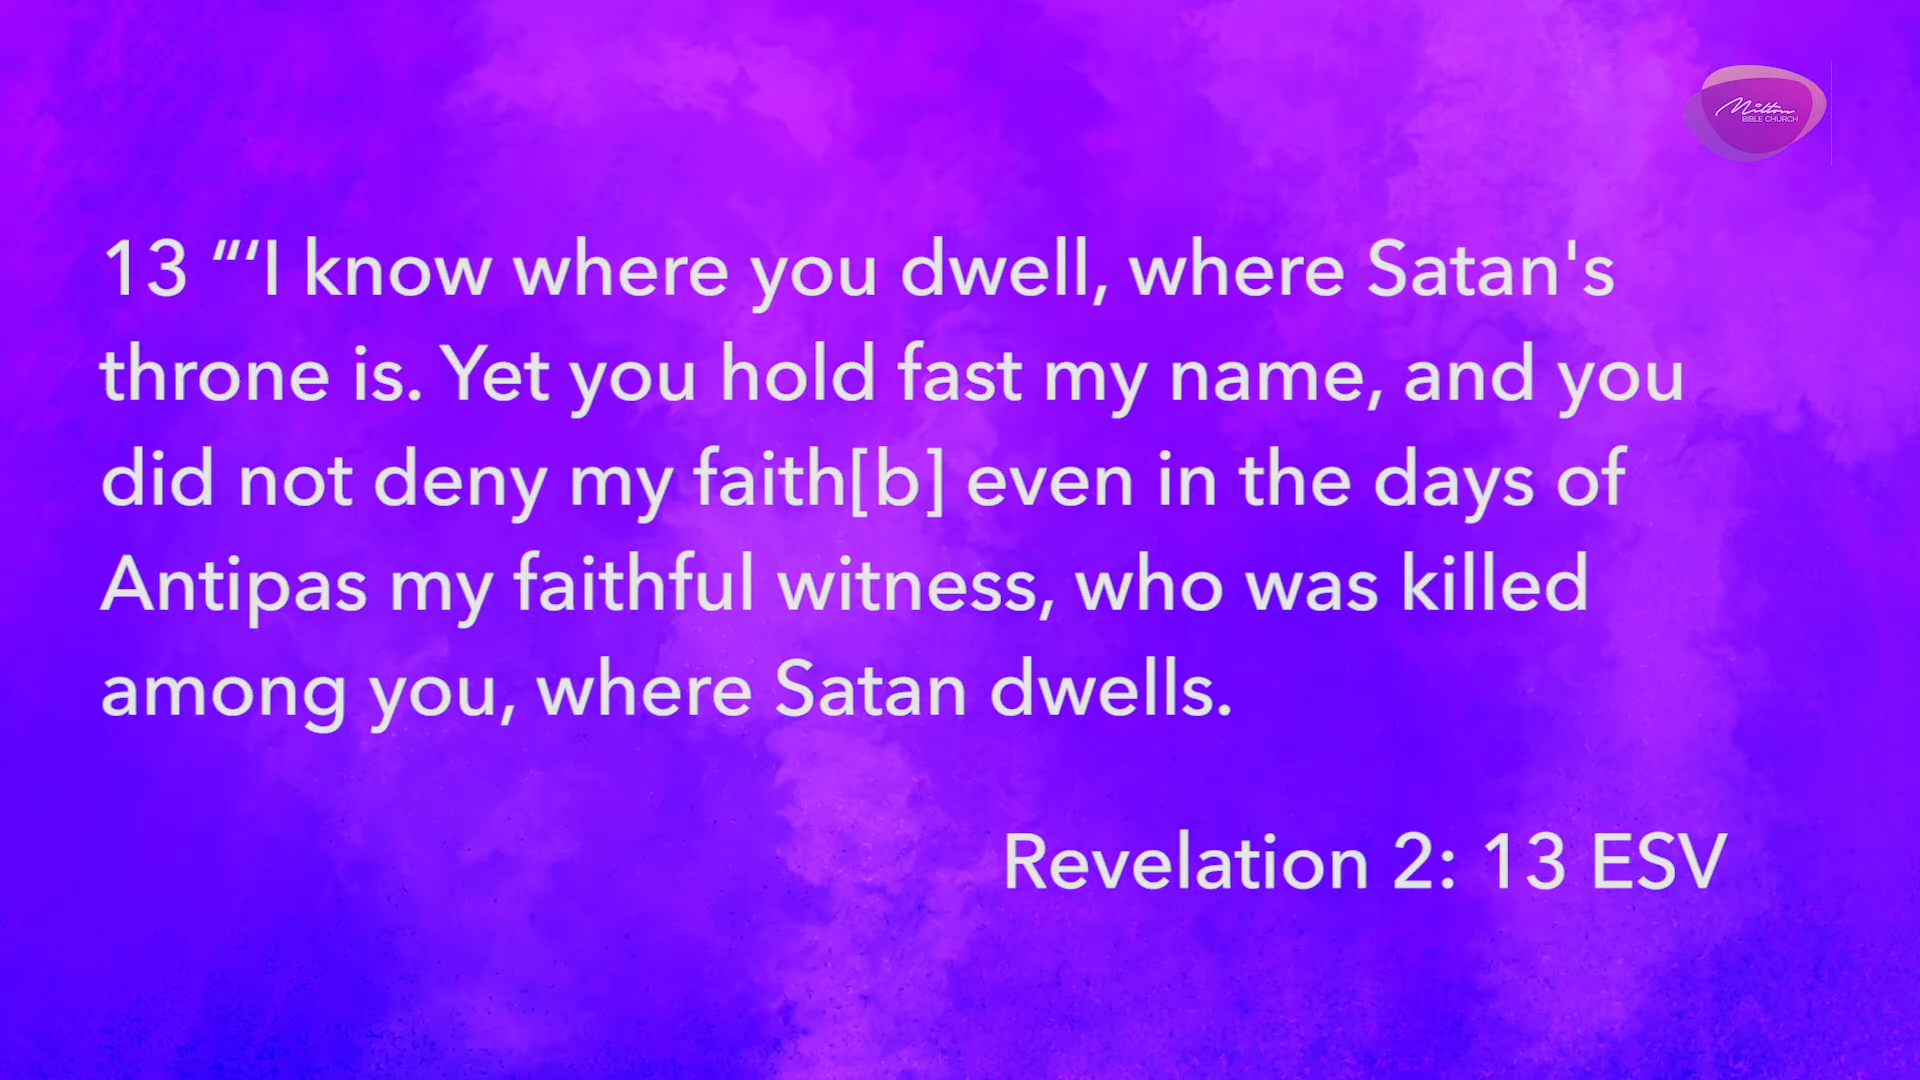 Milton
BIBLE CHURCH
13 “‘I know where you dwell, where Satan's
throne is. Yet you hold fast my name, and you
did not deny my faith[b] even in the days of
Antipas my faithful witness, who was killed
among you, where Satan dwells.
Revelation 2: 13 ESV